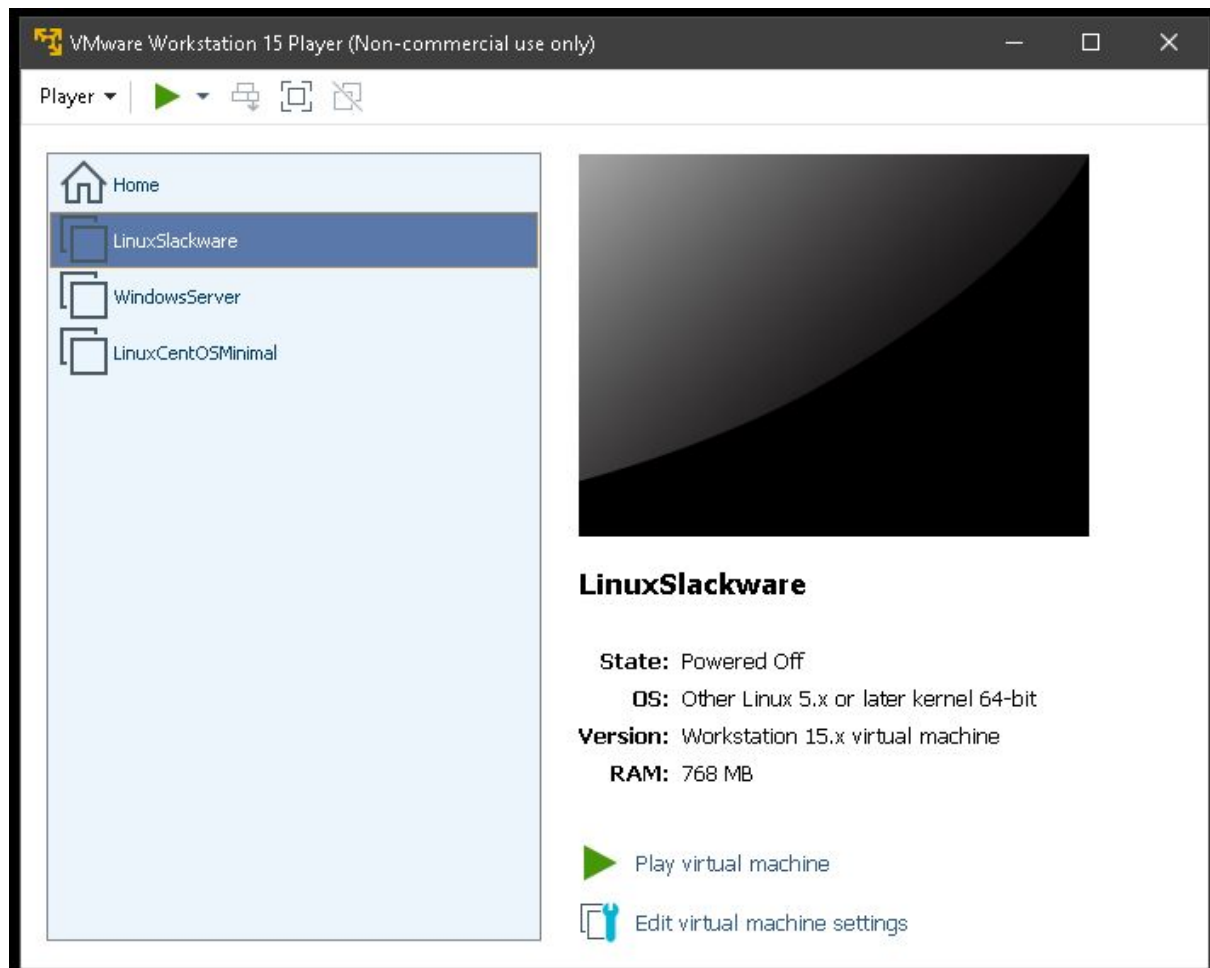 VMware Workstation 15 Player (Non-commercial use only)
Player
Home
LinuxSlackware
WindowsServer
LinuxCentOSMinimal
LinuxSlackware
State: Powered Off
OS: Other Linux 5.x or later kernel 64-bit
Version: Workstation 15.x virtual machine
RAM: 768 MB
Play virtual machine
Edit virtual machine settings